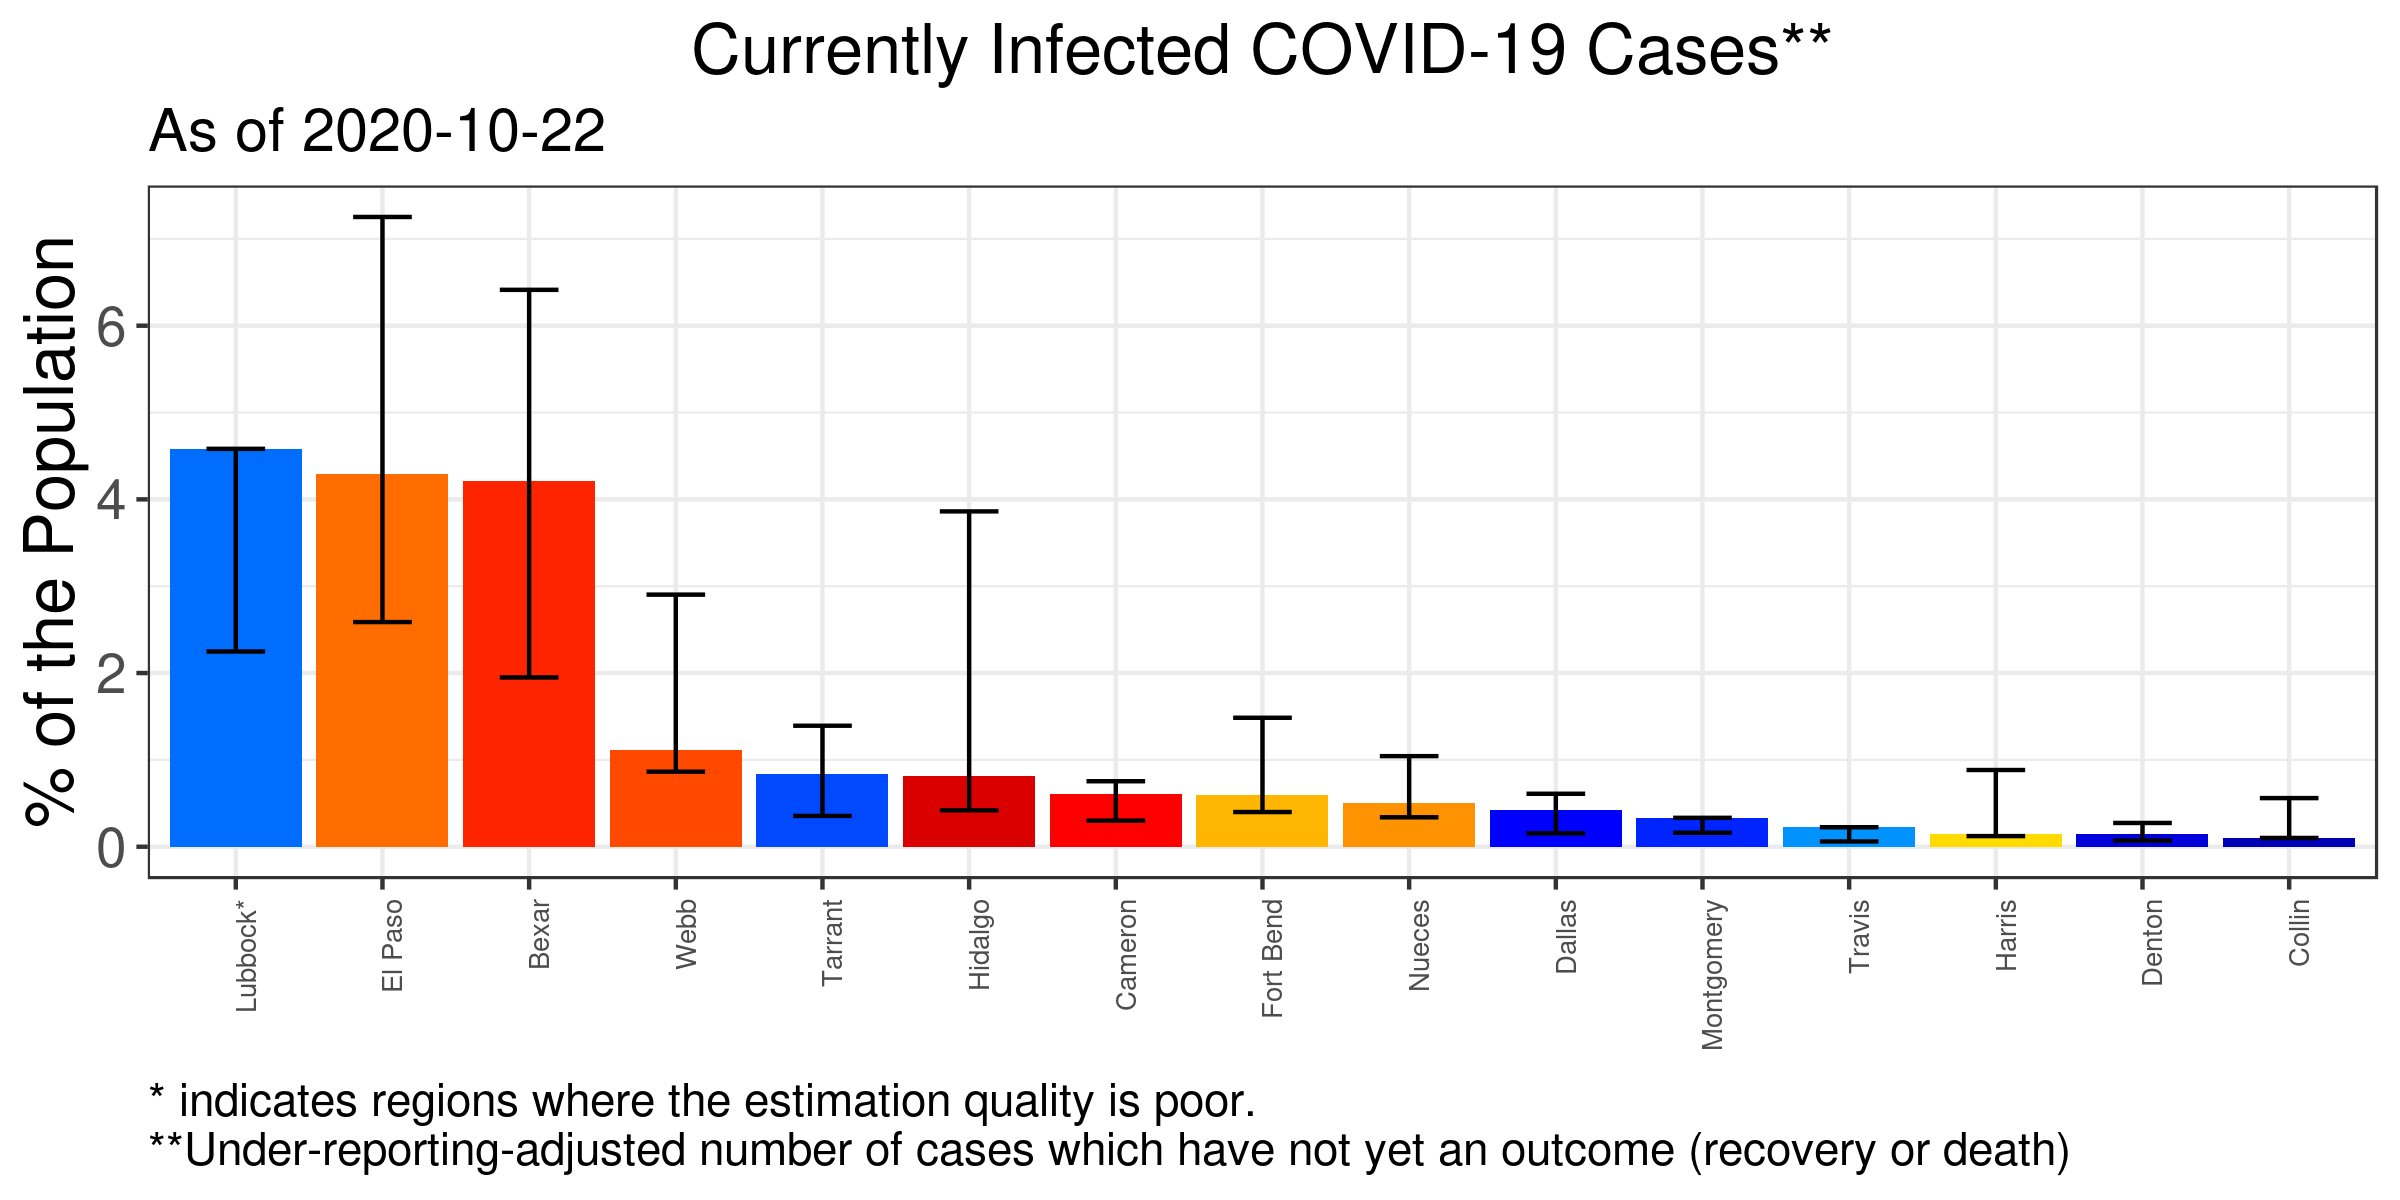 Currently Infected COVID-19 Cases**
As of 2020-10-22
% of the Population
6
4
2
0
Lubbock*
El Paso
Bexar
Webb
Tarrant
Hidalgo
Cameron
Fort Bend
Nueces
Dallas
Montgomery
Travis
Harris
Denton
Collin
* indicates regions where the estimation quality is poor.
**Under-reporting-adjusted number of cases which have not yet an outcome (recovery or death)